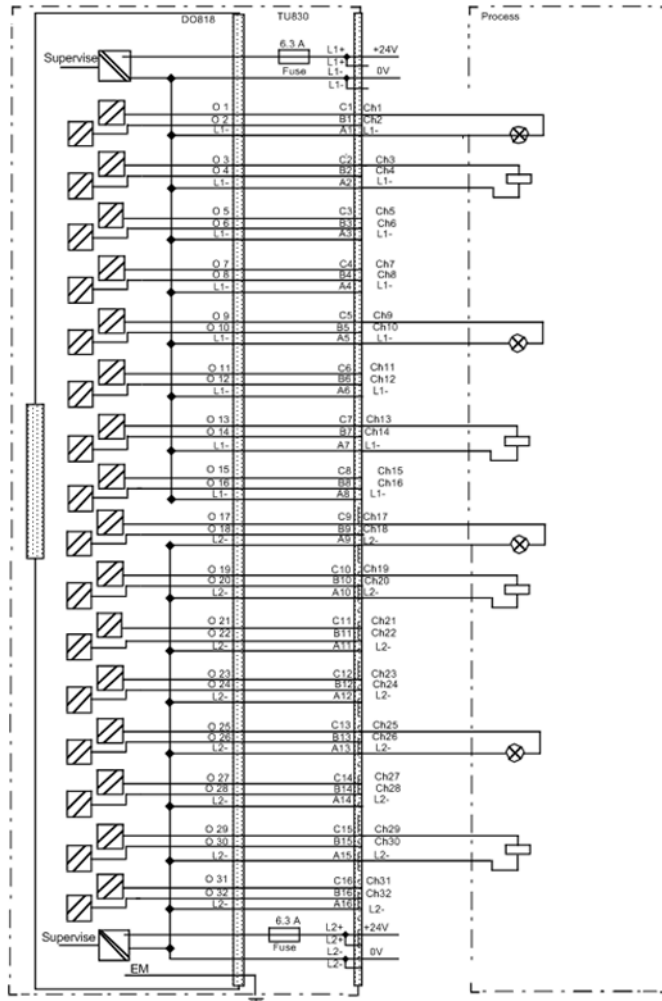 DO818 TU830 Process
6.3 A L1+ +24V
Supervise L1+
Fuse L1- 0V
L1-
O 1 C1 Ch1
O 2 B1 Ch2
L1- A1 L1-
O 3 C2 Ch3
O 4 B2 Ch4
L1- A2 L1-
O 5 C3 Ch5
O 6 B3 Ch6
L1- A3 L1-
O 7 C4 Ch7
O 8 B4 Ch8
L1- A4 L1-
O 9 C5 Ch9
O 10 B5 Ch10
L1- A5 L1-
O 11 C6 Ch11
O 12 B6 Ch12
L1- A6 L1-
O 13 C7 Ch13
O 14 B7 Ch14
L1- A7 L1-
O 15 C8 Ch15
O 16 B8 Ch16
L1- A8 L1-
O 17 C9 Ch17
O 18 B9 Ch18
L2- A9 L2-
O 19 C10 Ch19
O 20 B10 Ch20
L2- A10 L2-
O 21 C11 Ch21
O 22 B11 Ch22
L2- A11 L2-
O 23 C12 Ch23
O 24 B12 Ch24
L2- A12 L2-
O 25 C13 Ch25
O 26 B13 Ch26
L2- A13 L2-
O 27 C14 Ch27
O 28 B14 Ch28
L2- A14 L2-
O 29 C15 Ch29
O 30 B15 Ch30
L2- A15 L2-
O 31 C16 Ch31
O 32 B16 Ch32
L2- A16 L2-
6.3 A L2+ +24V
Supervise L2+
Fuse L2- 0V
L2-
EM